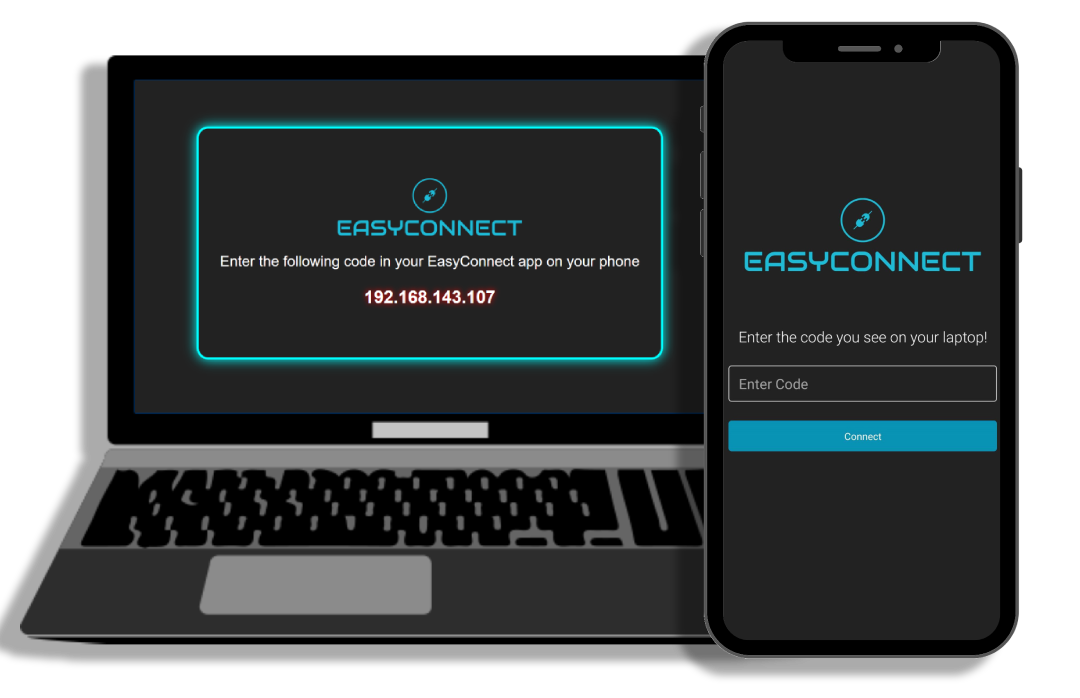 EASYCONNECT
Enter the following code in your EasyConnect app on your phone
192.168.143.107
EASYCONNECT
Enter the code you see on your laptop!
Enter Code
Connect